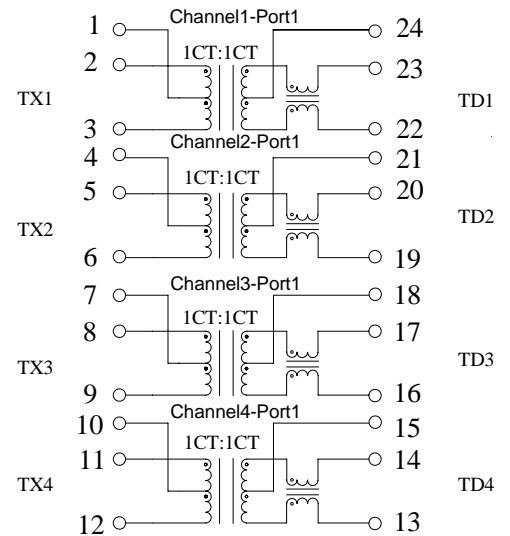 Channel1-Port1
1
24
1CT:1CT
2
23
TX1
TD1
3
22
Channel2-Port1
4
21
1CT:1CT
5
20
TX2
TD2
6
19
Channel3-Port1
7
18
1CT:1CT
8
17
TX3
TD3
9
16
Channel4-Port1
10
15
1CT:1CT
11
14
TX4
TD4
12
13